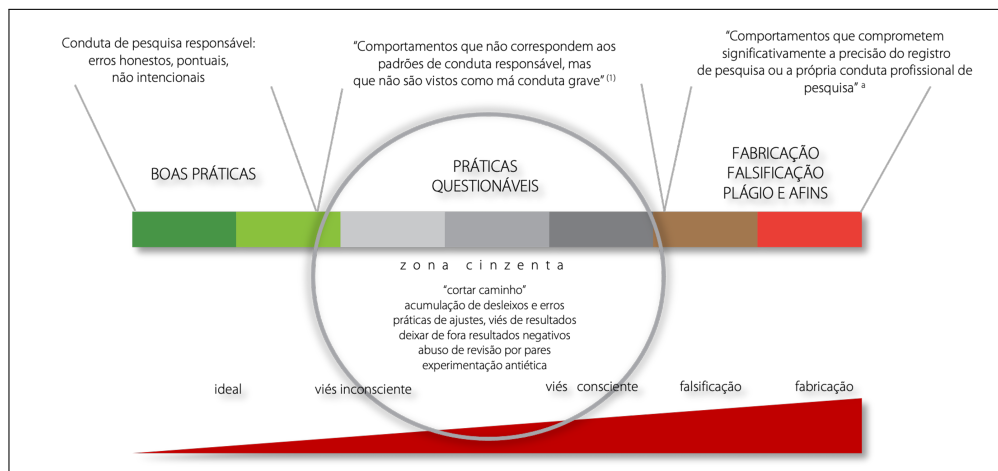 Conduta de pesquisa responsável:
erros honestos, pontuais,
não intencionais
“Comportamentos que não correspondem aos
padrões de conduta responsável, mas
que não são vistos como má conduta grave” (1)
“Comportamentos que comprometem
significativamente a precisão do registro
de pesquisa ou a própria conduta profissional de
pesquisa” a
BOAS PRÁTICAS
PRÁTICAS
QUESTIONÁVEIS
FABRICAÇÃO
FALSIFICAÇÃO
PLÁGIO E AFINS
zona cinzenta
“cortar caminho”
acumulação de desleixos e erros
práticas de ajustes, viés de resultados
deixar de fora resultados negativos
abuso de revisão por pares
experimentação antiética
ideal
viés inconsciente
viés consciente
falsificação
fabricação